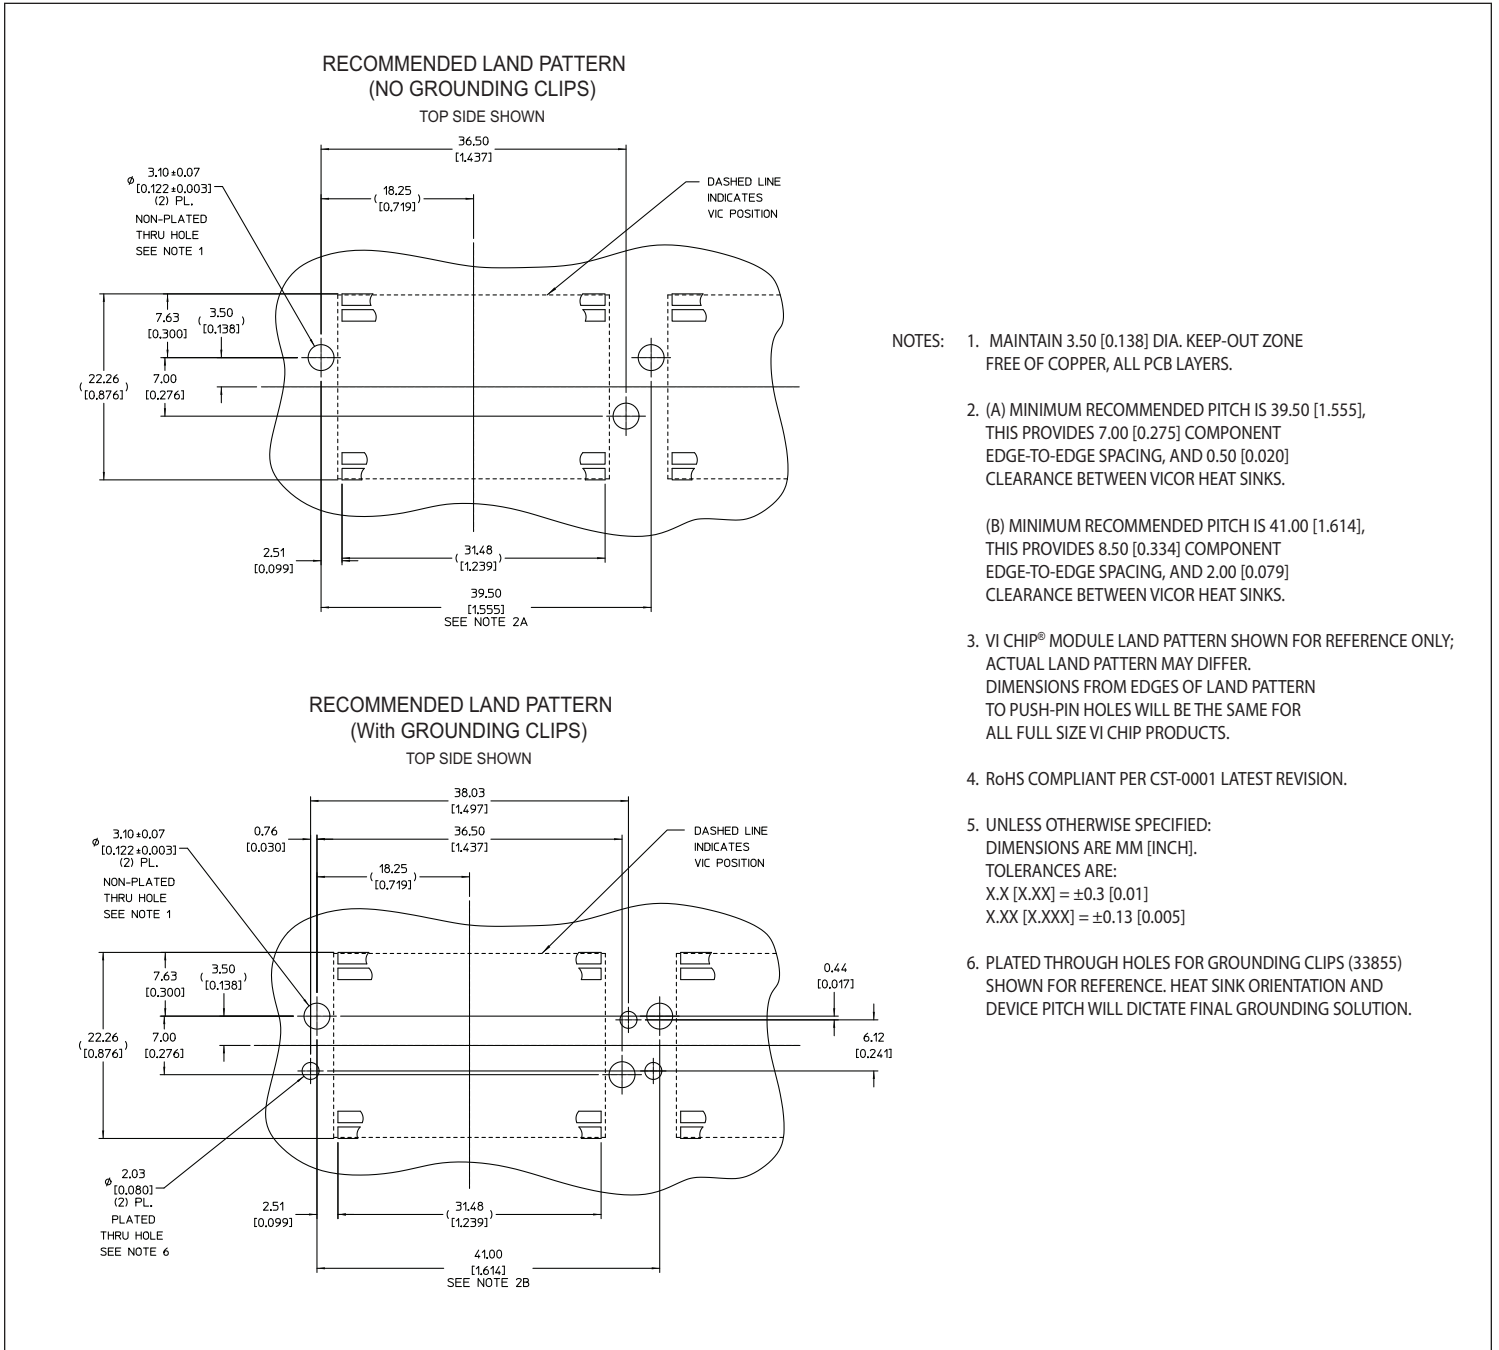 RECOMMENDED LAND PATTERN
(NO GROUNDING CLIPS)
TOP SIDE SHOWN
36.50
[1.437]
ø 3.10±0.07
[0.122±0.003]
(2) PL.
NON-PLATED
THRU HOLE
SEE NOTE 1
(18.25)
[0.719]
DASHED LINE
INDICATES
VIC POSITION
7.63
[0.300]
(3.50)
[0.138]
(22.26)
[0.876]
7.00
[0.276]
2.51
[0.099]
(31.48)
[1.239]
39.50
[1.555]
SEE NOTE 2A
RECOMMENDED LAND PATTERN
(With GROUNDING CLIPS)
TOP SIDE SHOWN
38.03
[1.497]
ø 3.10±0.07
[0.122±0.003]
(2) PL.
NON-PLATED
THRU HOLE
SEE NOTE 1
0.76
[0.030]
36.50
[1.437]
(18.25)
[0.719]
DASHED LINE
INDICATES
VIC POSITION
7.63
[0.300]
(3.50)
[0.138]
0.44
[0.017]
(22.26)
[0.876]
7.00
[0.276]
6.12
[0.241]
ø 2.03
[0.080]
(2) PL.
PLATED
THRU HOLE
SEE NOTE 6
2.51
[0.099]
(31.48)
[1.239]
41.00
[1.614]
SEE NOTE 2B
NOTES: 1. MAINTAIN 3.50 [0.138] DIA. KEEP-OUT ZONE
FREE OF COPPER, ALL PCB LAYERS.
2. (A) MINIMUM RECOMMENDED PITCH IS 39.50 [1.555],
THIS PROVIDES 7.00 [0.275] COMPONENT
EDGE-TO-EDGE SPACING, AND 0.50 [0.020]
CLEARANCE BETWEEN VICOR HEAT SINKS.
(B) MINIMUM RECOMMENDED PITCH IS 41.00 [1.614],
THIS PROVIDES 8.50 [0.334] COMPONENT
EDGE-TO-EDGE SPACING, AND 2.00 [0.079]
CLEARANCE BETWEEN VICOR HEAT SINKS.
3. VI CHIP® MODULE LAND PATTERN SHOWN FOR REFERENCE ONLY;
ACTUAL LAND PATTERN MAY DIFFER.
DIMENSIONS FROM EDGES OF LAND PATTERN
TO PUSH-PIN HOLES WILL BE THE SAME FOR
ALL FULL SIZE VI CHIP PRODUCTS.
4. RoHS COMPLIANT PER CST-0001 LATEST REVISION.
5. UNLESS OTHERWISE SPECIFIED:
DIMENSIONS ARE MM [INCH].
TOLERANCES ARE:
X.X [X.XX] = ±0.3 [0.01]
X.XX [X.XXX] = ±0.13 [0.005]
6. PLATED THROUGH HOLES FOR GROUNDING CLIPS (33855)
SHOWN FOR REFERENCE. HEAT SINK ORIENTATION AND
DEVICE PITCH WILL DICTATE FINAL GROUNDING SOLUTION.